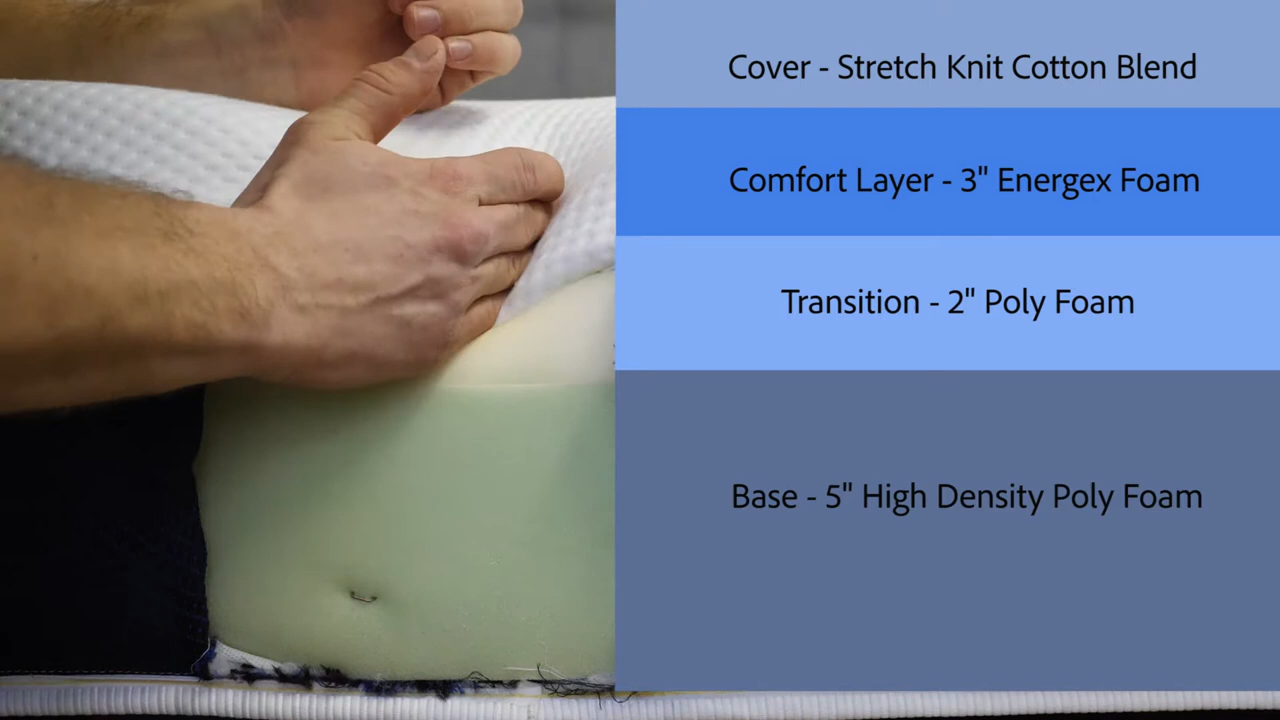 Cover - Stretch Knit Cotton Blend
Comfort Layer - 3" Energex Foam
Transition - 2" Poly Foam
Base - 5" High Density Poly Foam